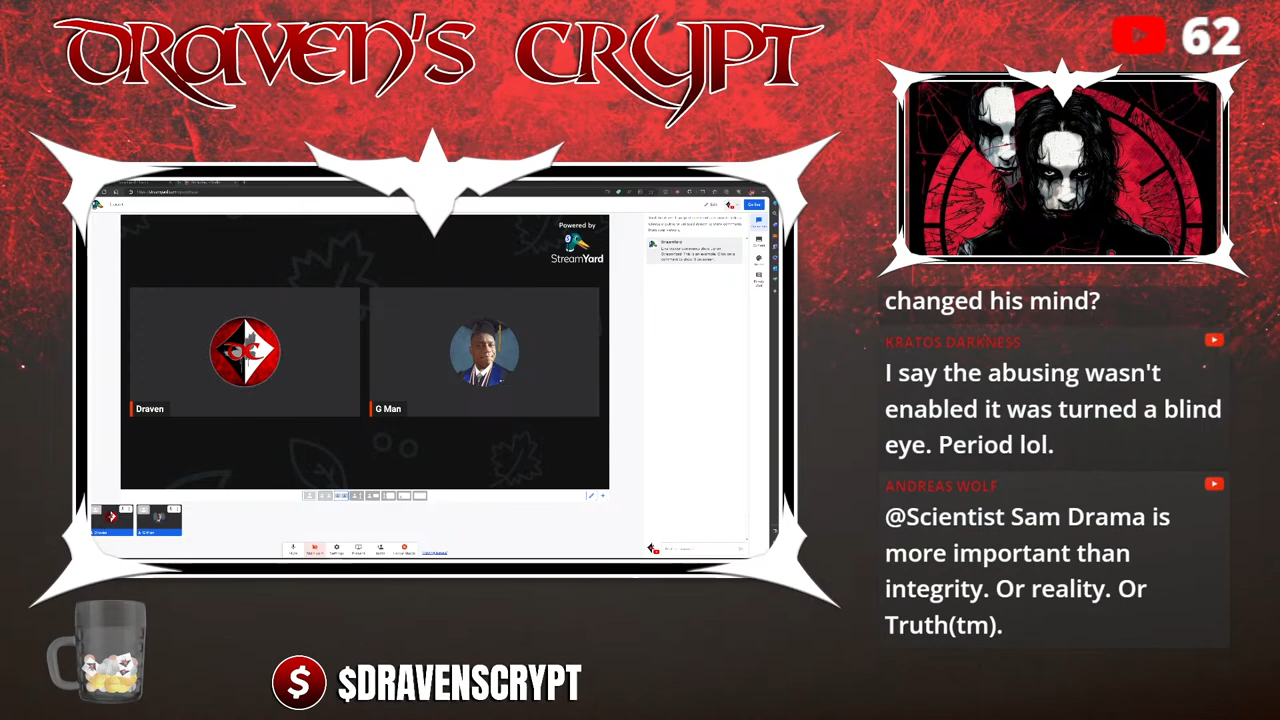 DRAVEN'S CRYPT
62
Powered by
StreamYard
Draven
G Man
changed his mind?
KRATOS DARKNESS
I say the abusing wasn't
enabled it was turned a blind
eye. Period lol.
ANDREAS WOLF
@Scientist Sam Drama is
more important than
integrity. Or reality. Or
Truth(tm).
$
$DRAVENSCRYPT